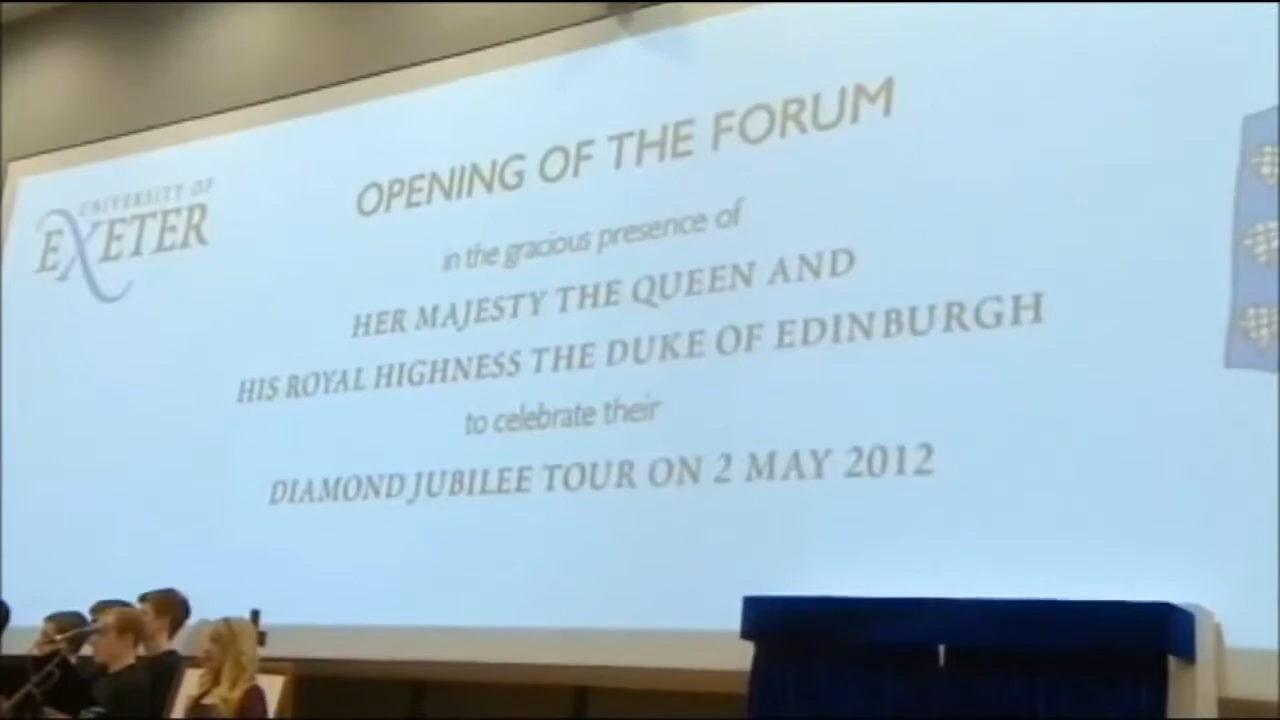 UNIVERSITY OF
EXETER
OPENING OF THE FORUM
in the gracious presence of
HER MAJESTY THE QUEEN AND
HIS ROYAL HIGHNESS THE DUKE OF EDINBURGH
to celebrate their
DIAMOND JUBILEE TOUR ON 2 MAY 2012